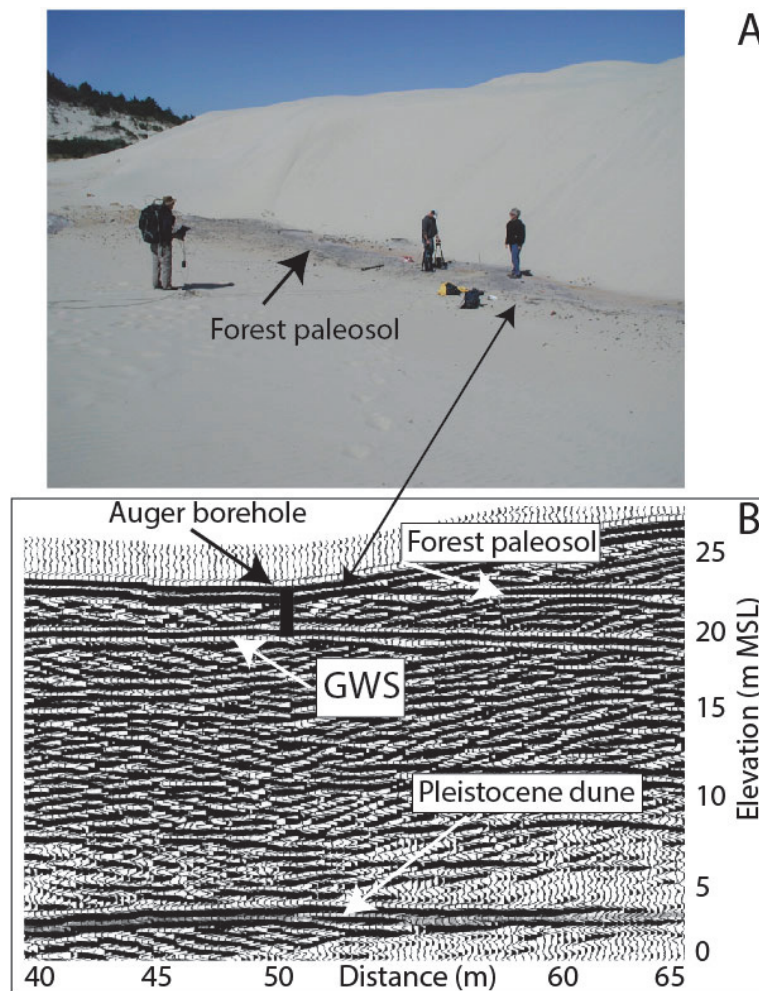 A
Forest paleosol
B
Auger borehole
Forest paleosol
25
20
GWS
15
Elevation (m MSL)
10
Pleistocene dune
5
0
40 45 50 Distance (m) 60 65